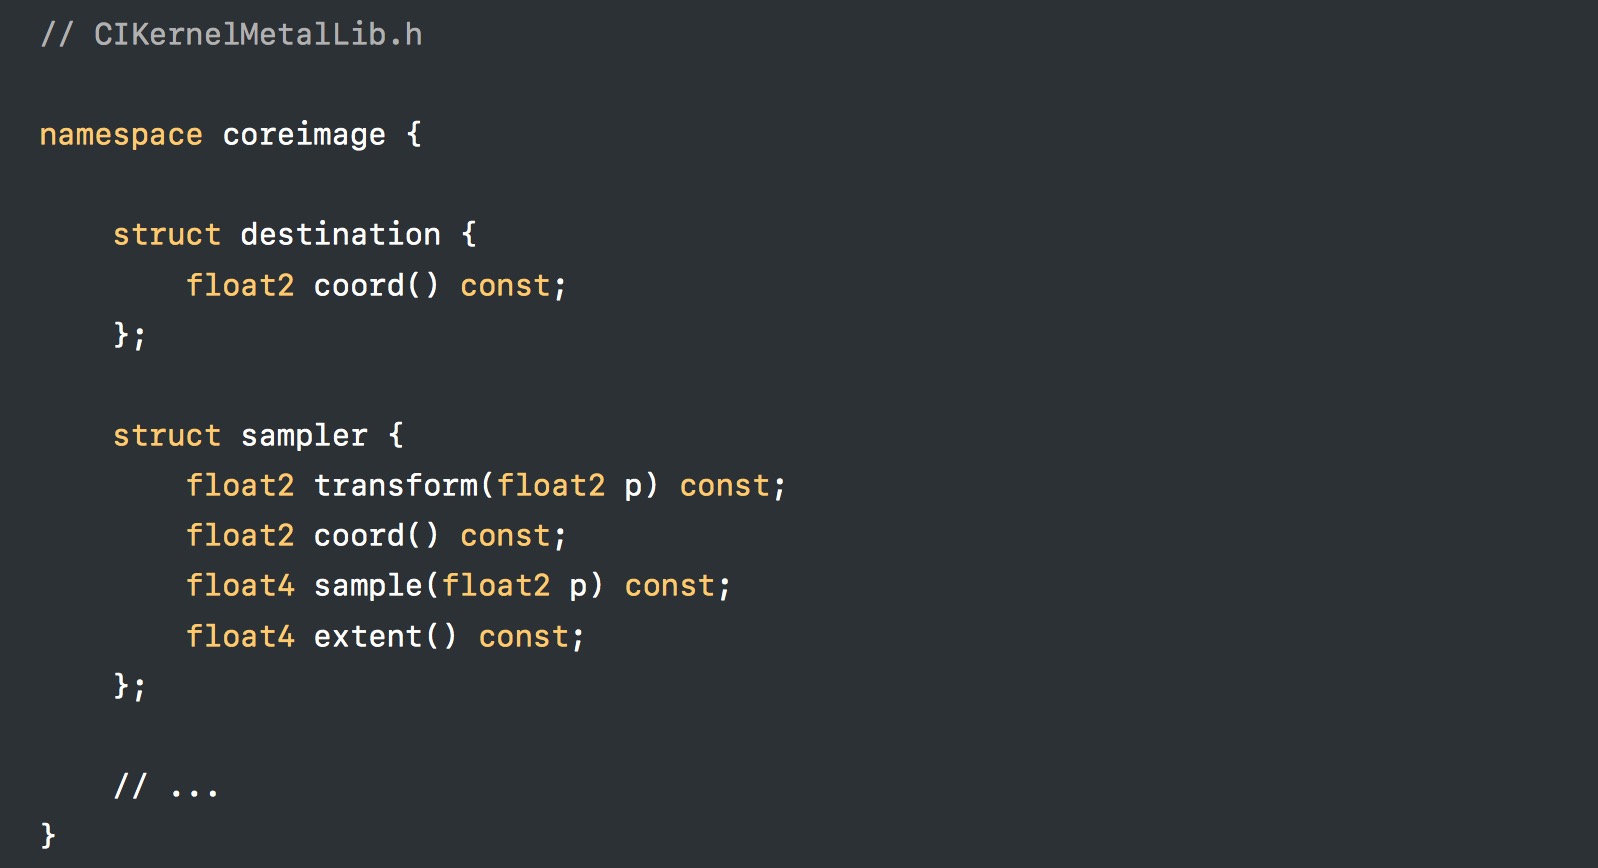 // CIKernelMetalLib.h
namespace coreimage {
struct destination {
float2 coord() const;
};
struct sampler {
float2 transform(float2 p) const;
float2 coord() const;
float4 sample(float2 p) const;
float4 extent() const;
};
// ...
}